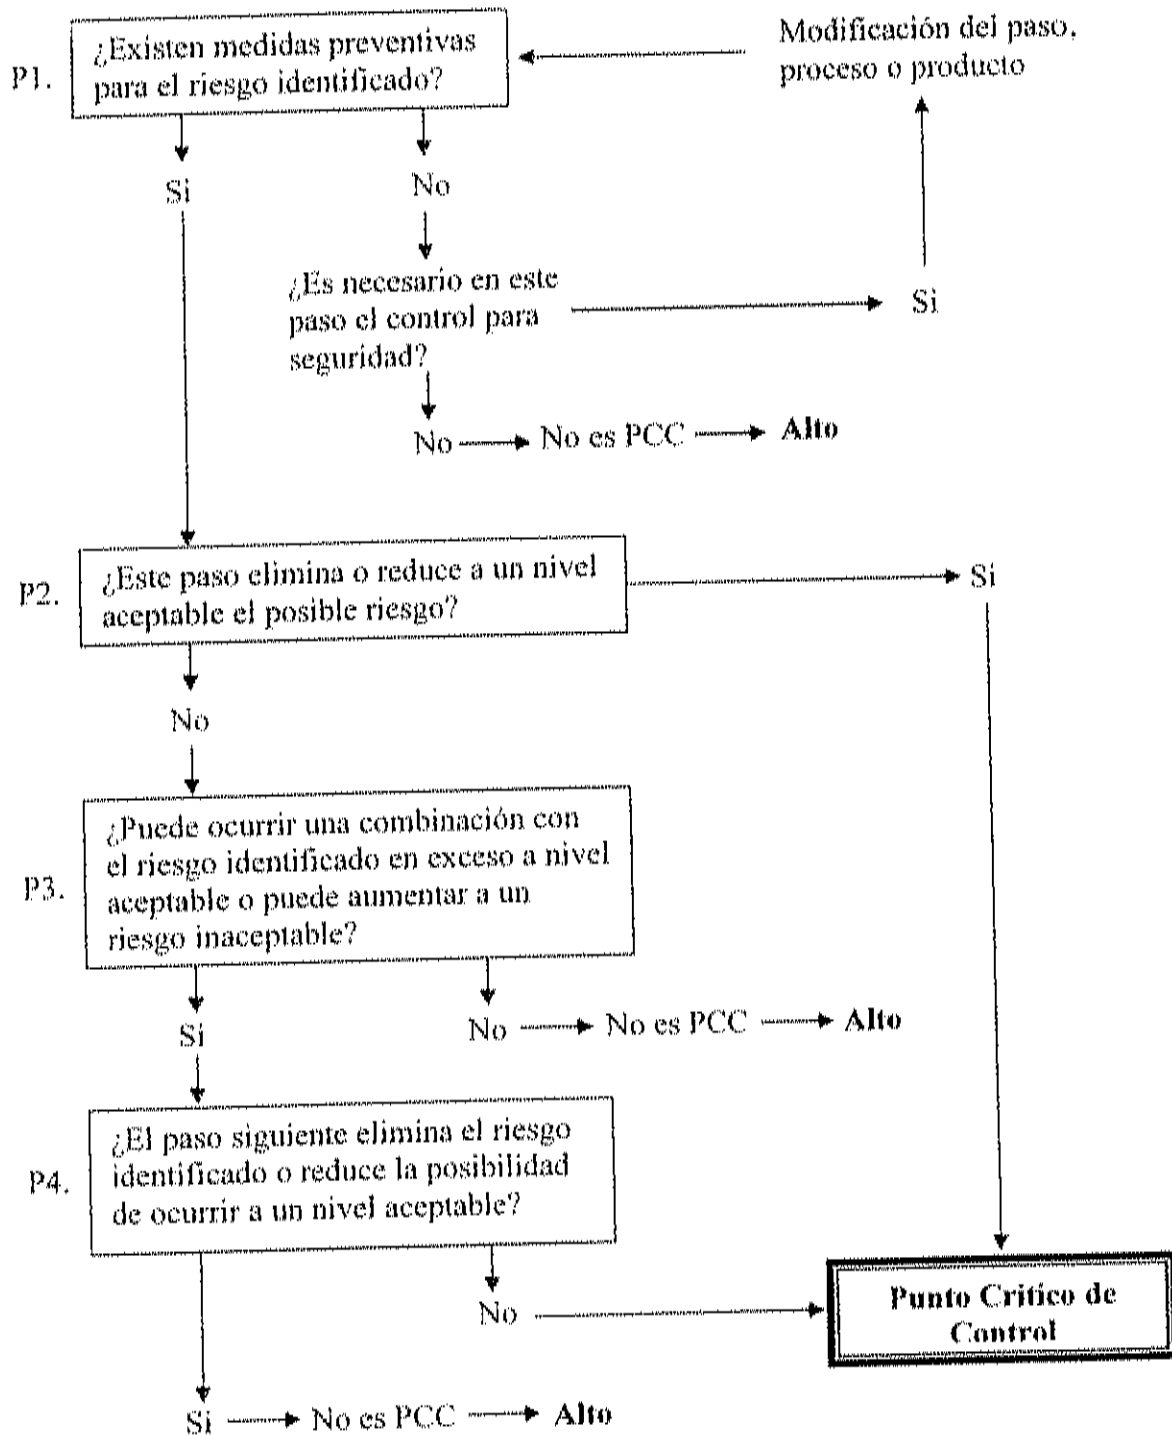 ¿Existen medidas preventivas
P1. para el riesgo identificado?
Modificación del paso,
proceso o producto
Si
No
¿Es necesario en este
paso el control para
seguridad?
Si
No
No es PCC
Alto
P2.
¿Este paso elimina o reduce a un nivel
aceptable el posible riesgo?
Si
No
P3.
¿Puede ocurrir una combinación con
el riesgo identificado en exceso a nivel
aceptable o puede aumentar a un
riesgo inaceptable?
Si
No
No es PCC
Alto
P4.
¿El paso siguiente elimina el riesgo
identificado o reduce la posibilidad
de ocurrir a un nivel aceptable?
No
Punto Critico de
Control
Si
No es PCC
Alto